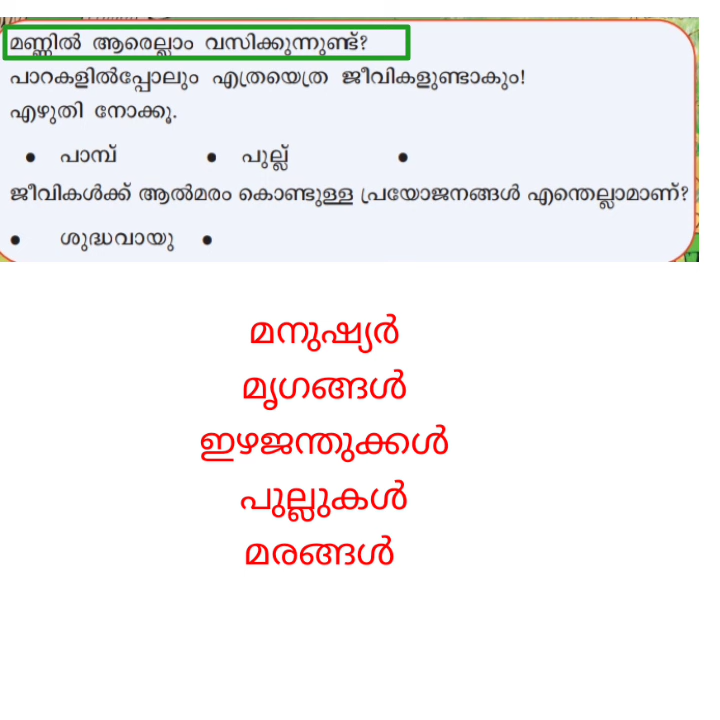 മണ്ണിൽ ആരെല്ലാം വസിക്കുന്നുണ്ട്?
പാറകളിൽപ്പോലും എത്രയെത്ര ജീവികളുണ്ടാകും!
എഴുതി നോക്കൂ.
• പാമ്പ് • പുല്ല് •
ജീവികൾക്ക് ആൽമരം കൊണ്ടുള്ള പ്രയോജനങ്ങൾ എന്തെല്ലാമാണ്?
• ശുദ്ധവായു •
മനുഷ്യർ
മൃഗങ്ങൾ
ഇഴജന്തുക്കൾ
പുല്ലുകൾ
മരങ്ങൾ